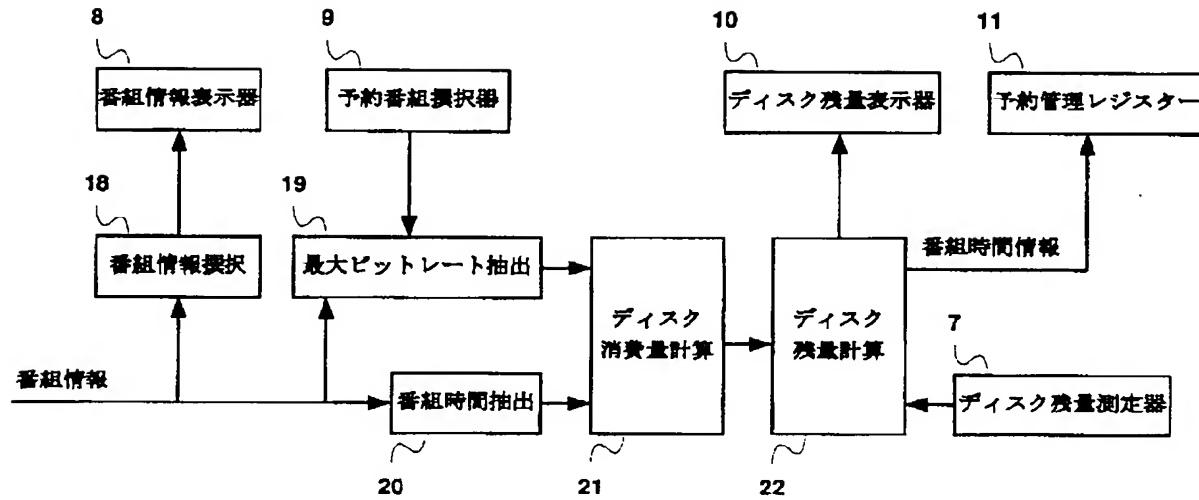 8
9
10
11
番組情報表示器
予約番組撰択器
ディスク残量表示器
予約管理レジスター
18
19
番組情報撰択
最大ビットレート抽出
番組時間情報
ディスク
消費量計算
ディスク
残量計算
7
番組情報
番組時間抽出
ディスク残量測定器
20
21
22